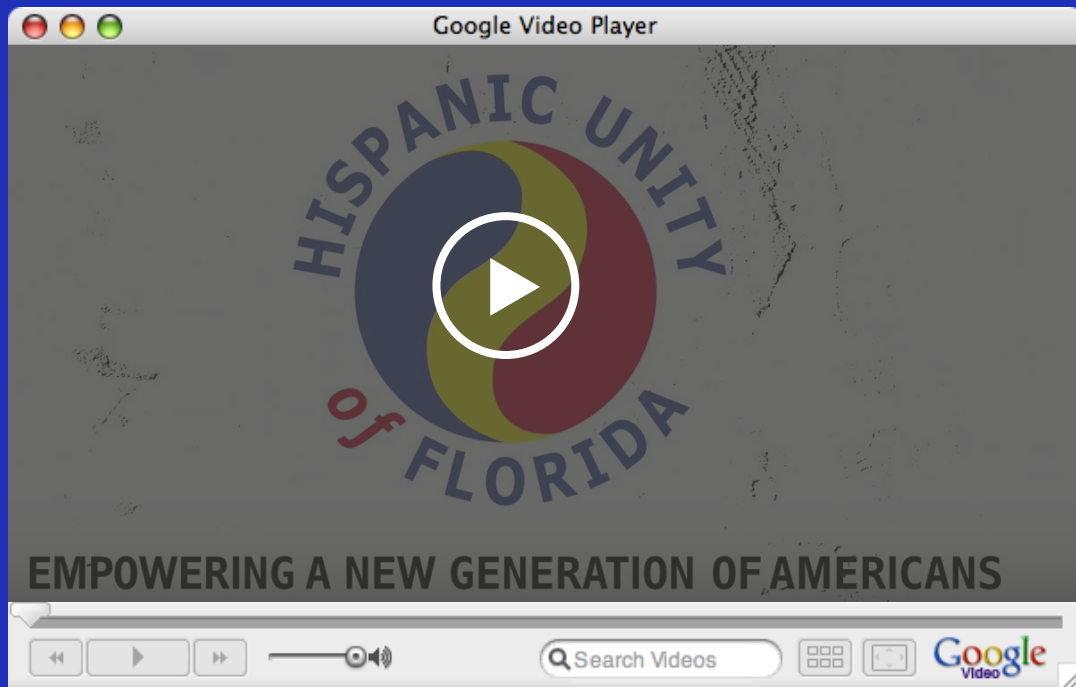 Google Video Player
HISPANIC UNITY
of FLORIDA
EMPOWERING A NEW GENERATION OF AMERICANS
Search Videos
Google
Video